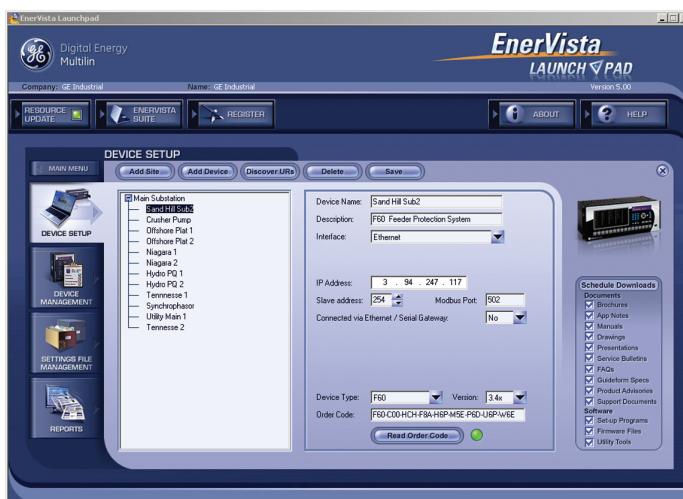 EnerVista Launchpad
Digital Energy
Multilin
EnerVista
LAUNCH PAD
Company: GE Industrial
Name: GE Industrial
Version 5.00
RESOURCE UPDATE
ENERVISTA SUITE
REGISTER
ABOUT
HELP
DEVICE SETUP
MAIN MENU
Add Site
Add Device
Discover URs
Delete
Save
DEVICE SETUP
DEVICE MANAGEMENT
SETTINGS FILE MANAGEMENT
REPORTS
Main Substation
Sand Hill Sub2
Crusher Pump
Offshore Plat 1
Offshore Plat 2
Niagara 1
Niagara 2
Hydro PQ 1
Hydro PQ 2
Tennnesse 1
Synchrophasor
Utility Main 1
Tennesse 2
Device Name: Sand Hill Sub2
Description: F60 Feeder Protection System
Interface: Ethernet
IP Address: 3 . 94 . 247 . 117
Slave address: 254 Modbus Port: 502
Connected via Ethernet / Serial Gateway: No
Device Type: F60 Version: 3.4x
Order Code: F60-C00-HCH-F8A-H6P-M5E-P6D-U6P-W6E
Read Order Code
Schedule Downloads
Documents
Brochures
App Notes
Manuals
Drawings
Presentations
Service Bulletins
FAQs
Guideform Specs
Product Advisories
Support Documents
Software
Set-up Programs
Firmware Files
Utility Tools